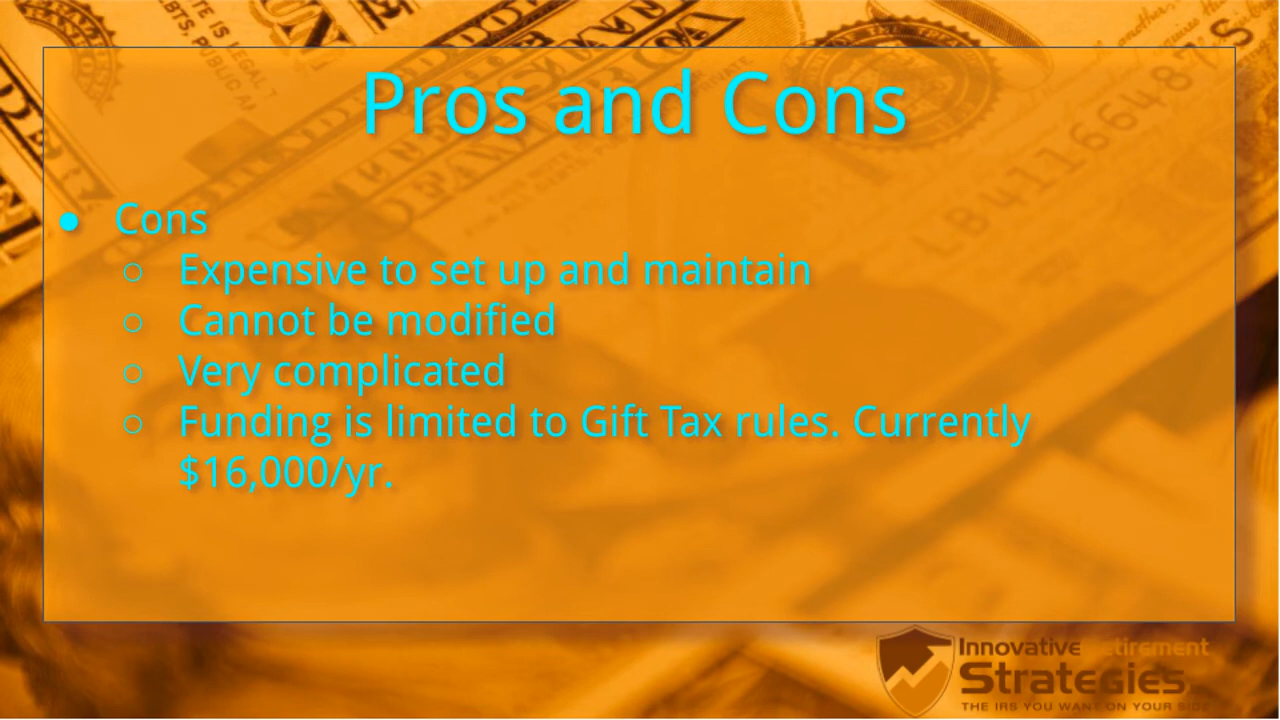 Pros and Cons
● Cons
○ Expensive to set up and maintain
○ Cannot be modified
○ Very complicated
○ Funding is limited to Gift Tax rules. Currently
$16,000/yr.
Innovative Retirement
Strategies
THE IRS YOU WANT ON YOUR SIDE